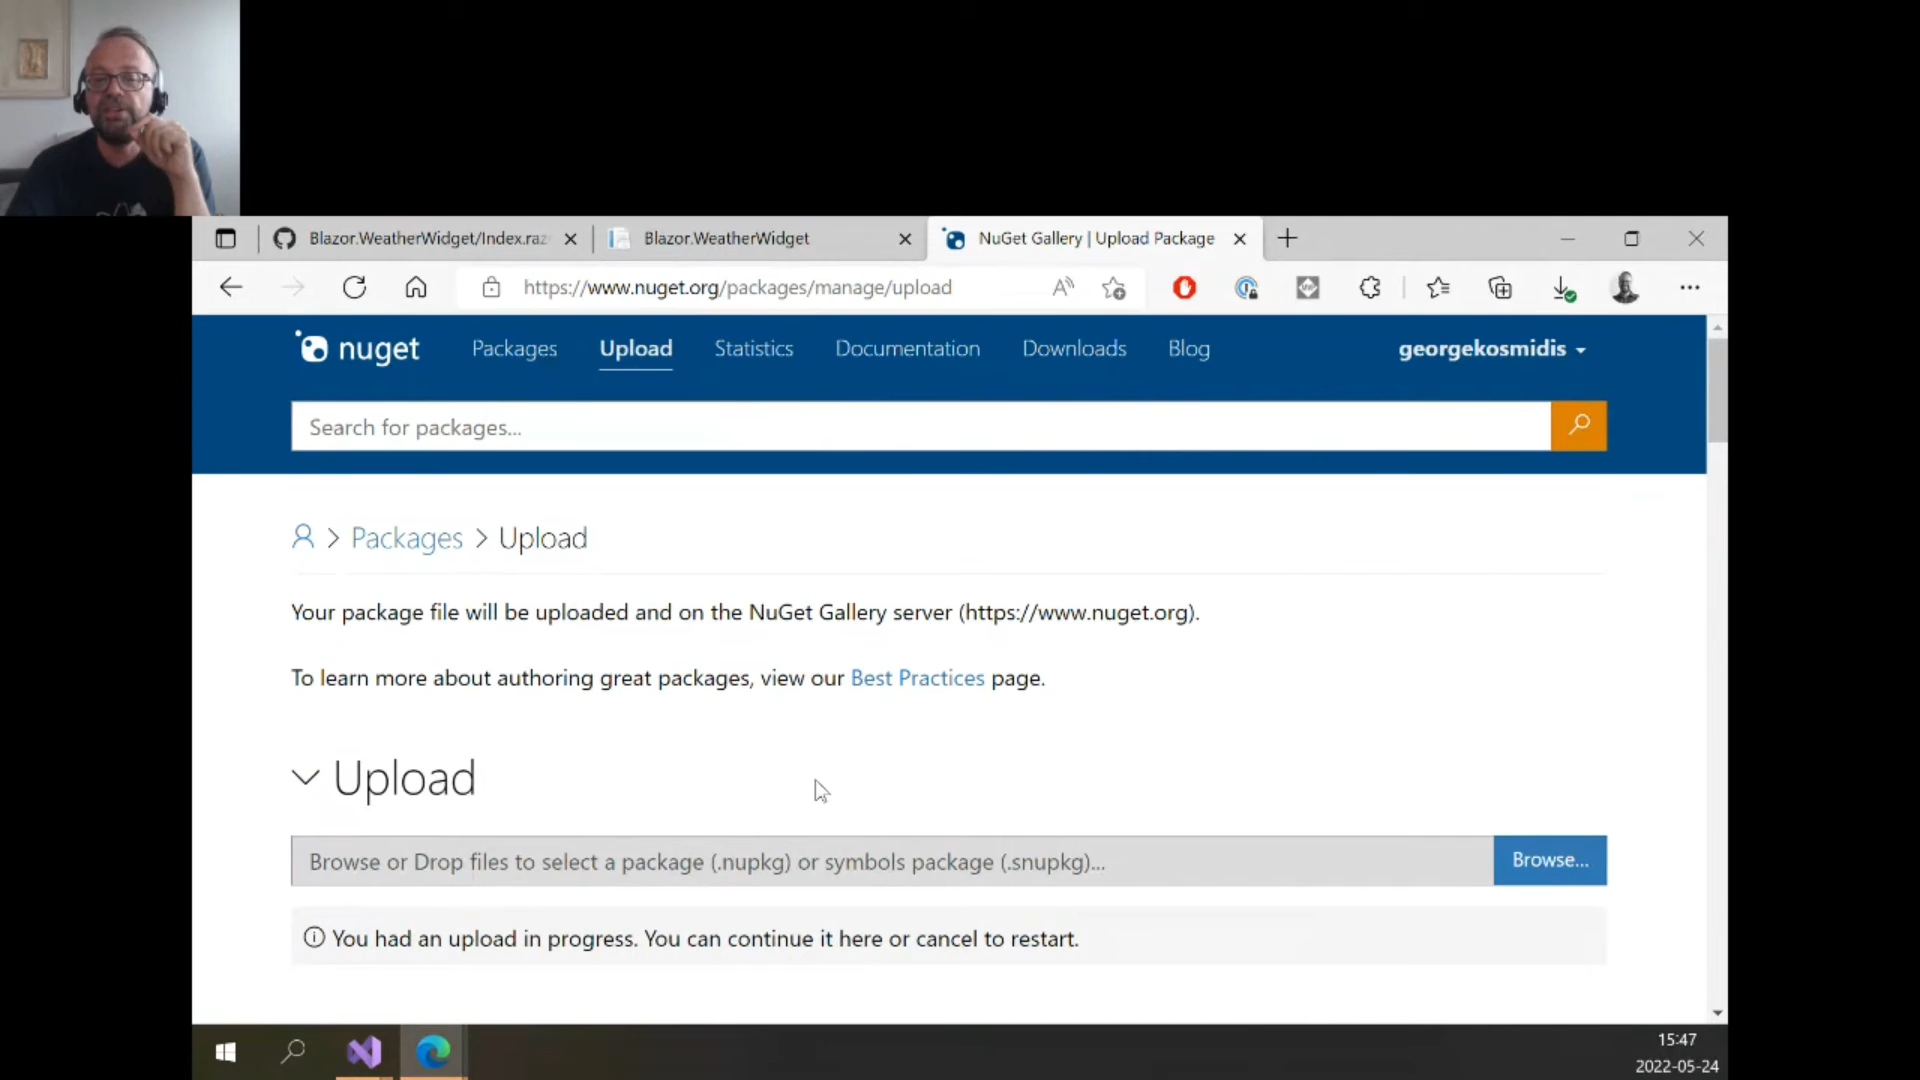 Blazor.WeatherWidget/Index.raz
Blazor.WeatherWidget
NuGet Gallery | Upload Package
https://www.nuget.org/packages/manage/upload
nuget
Packages
Upload
Statistics
Documentation
Downloads
Blog
georgekosmidis
Search for packages...
> Packages > Upload
Your package file will be uploaded and on the NuGet Gallery server (https://www.nuget.org).
To learn more about authoring great packages, view our Best Practices page.
Upload
Browse or Drop files to select a package (.nupkg) or symbols package (.snupkg)...
Browse...
You had an upload in progress. You can continue it here or cancel to restart.
15:47
2022-05-24